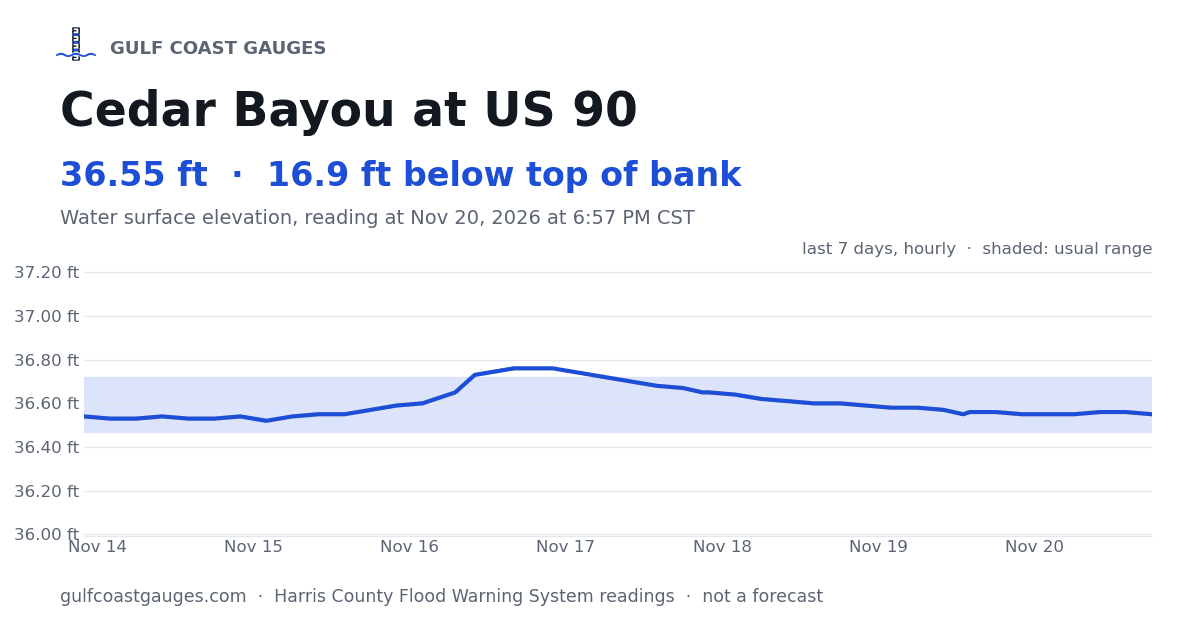 GULF COAST GAUGES
Cedar Bayou at US 90
36.55 ft · 16.9 ft below top of bank
Water surface elevation, reading at Nov 20, 2026 at 6:57 PM CST
last 7 days, hourly · shaded: usual range
37.20 ft
37.00 ft
36.80 ft
36.60 ft
36.40 ft
36.20 ft
36.00 ft
Nov 14 Nov 15 Nov 16 Nov 17 Nov 18 Nov 19 Nov 20
gulfcoastgauges.com · Harris County Flood Warning System readings · not a forecast